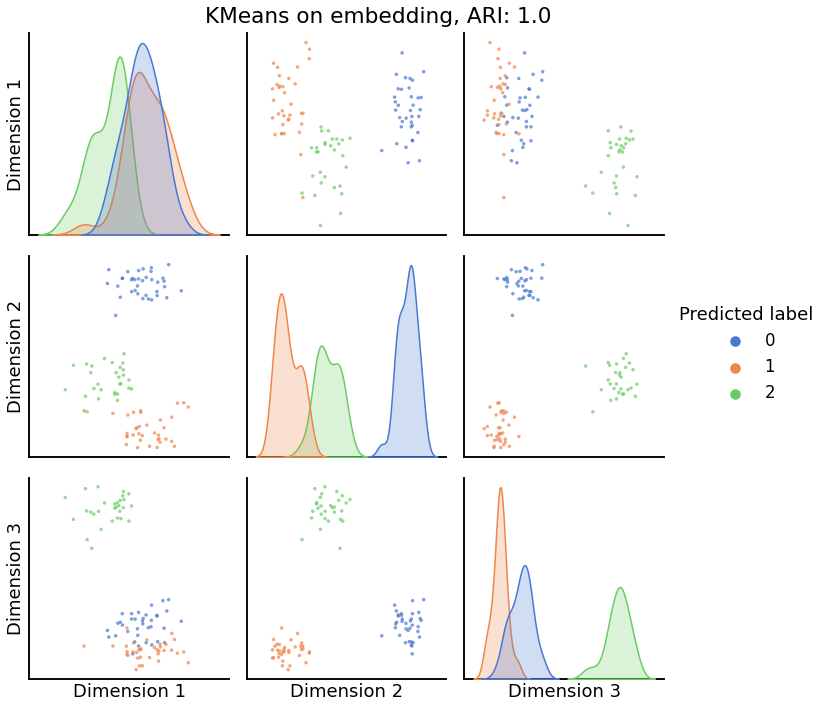 KMeans on embedding, ARI: 1.0
Dimension 1
Dimension 2
Dimension 3
Predicted label
0
1
2
Dimension 1
Dimension 2
Dimension 3